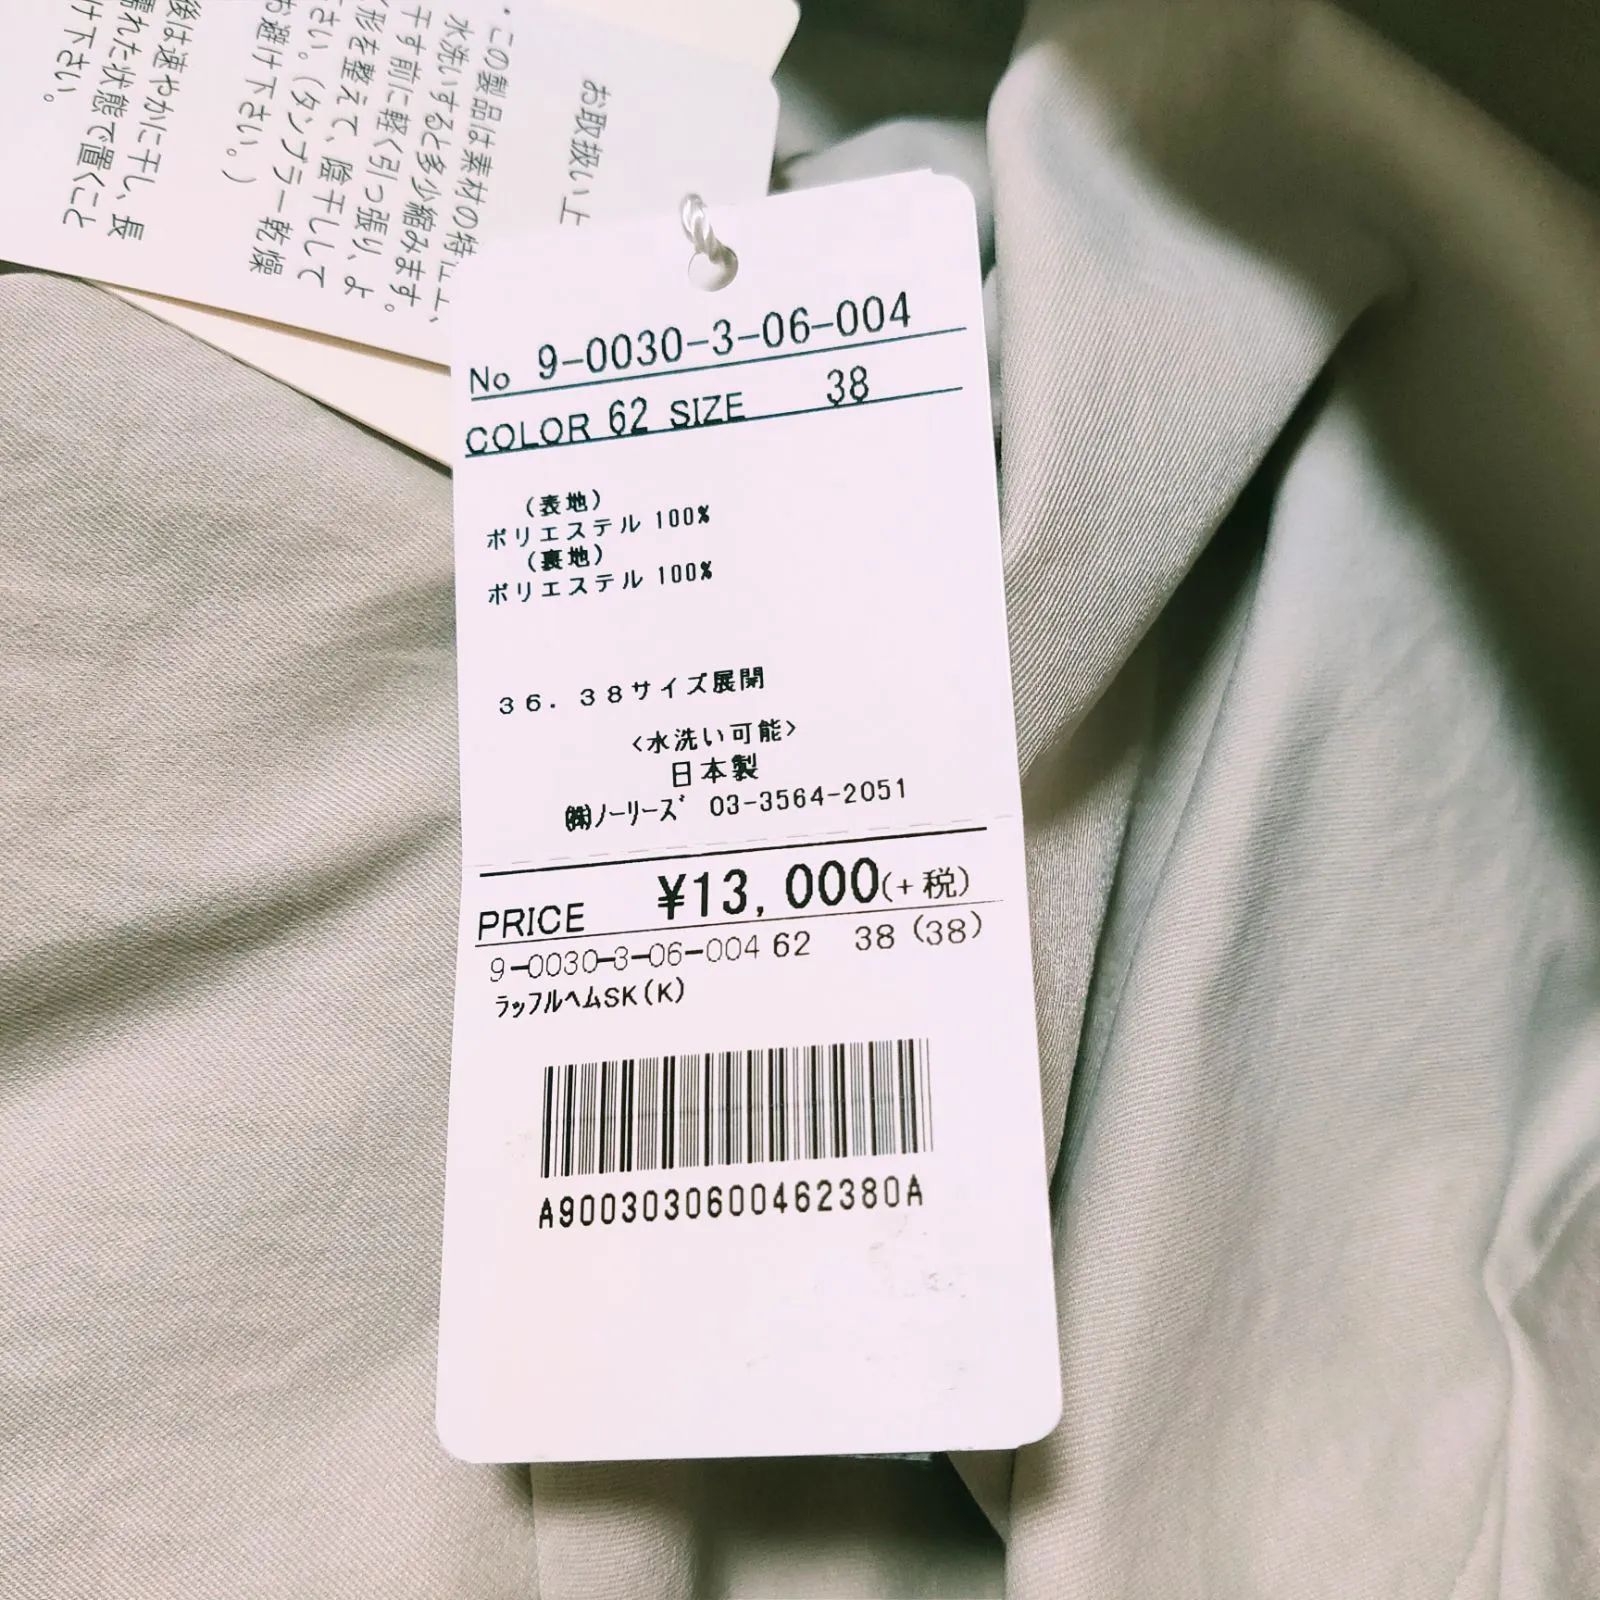 お取扱い上
・この製品は素材の特性上、
水洗いすると多少縮みます。
干す前に軽く引っ張り、よ
形を整えて、陰干しして
さい。（タンブラー乾燥
お避け下さい。）
後は速やかに干し、長
濡れた状態で置くこと
け下さい。
No 9-0030-3-06-004
COLOR 62 SIZE 38
(表地)
ポリエステル 100%
(裏地)
ポリエステル 100%
36．38サイズ展開
<水洗い可能>
日本製
㈱ノーリーズ 03-3564-2051
PRICE ¥13,000(+税)
9-0030-3-06-004 62 38 (38)
ラッフルヘムSK(K)
A9003030600462380A